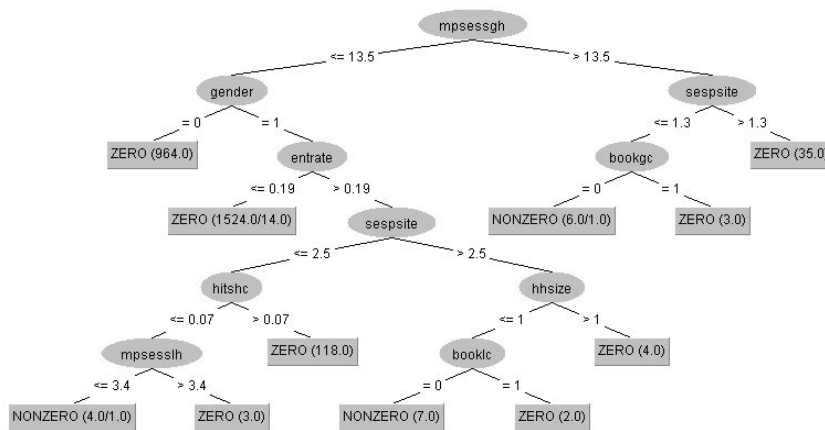 mpsessgh
<= 13.5 > 13.5
gender sespsite
= 0 = 1 <= 1.3 > 1.3
ZERO (964.0) entrate bookgc ZERO (35.0)
<= 0.19 > 0.19 = 0 = 1
ZERO (1524.0/14.0) sespsite NONZERO (6.0/1.0) ZERO (3.0)
<= 2.5 > 2.5
hitshc hhsize
<= 0.07 > 0.07 <= 1 > 1
mpsesslh ZERO (118.0) booklc ZERO (4.0)
<= 3.4 > 3.4 = 0 = 1
NONZERO (4.0/1.0) ZERO (3.0) NONZERO (7.0) ZERO (2.0)